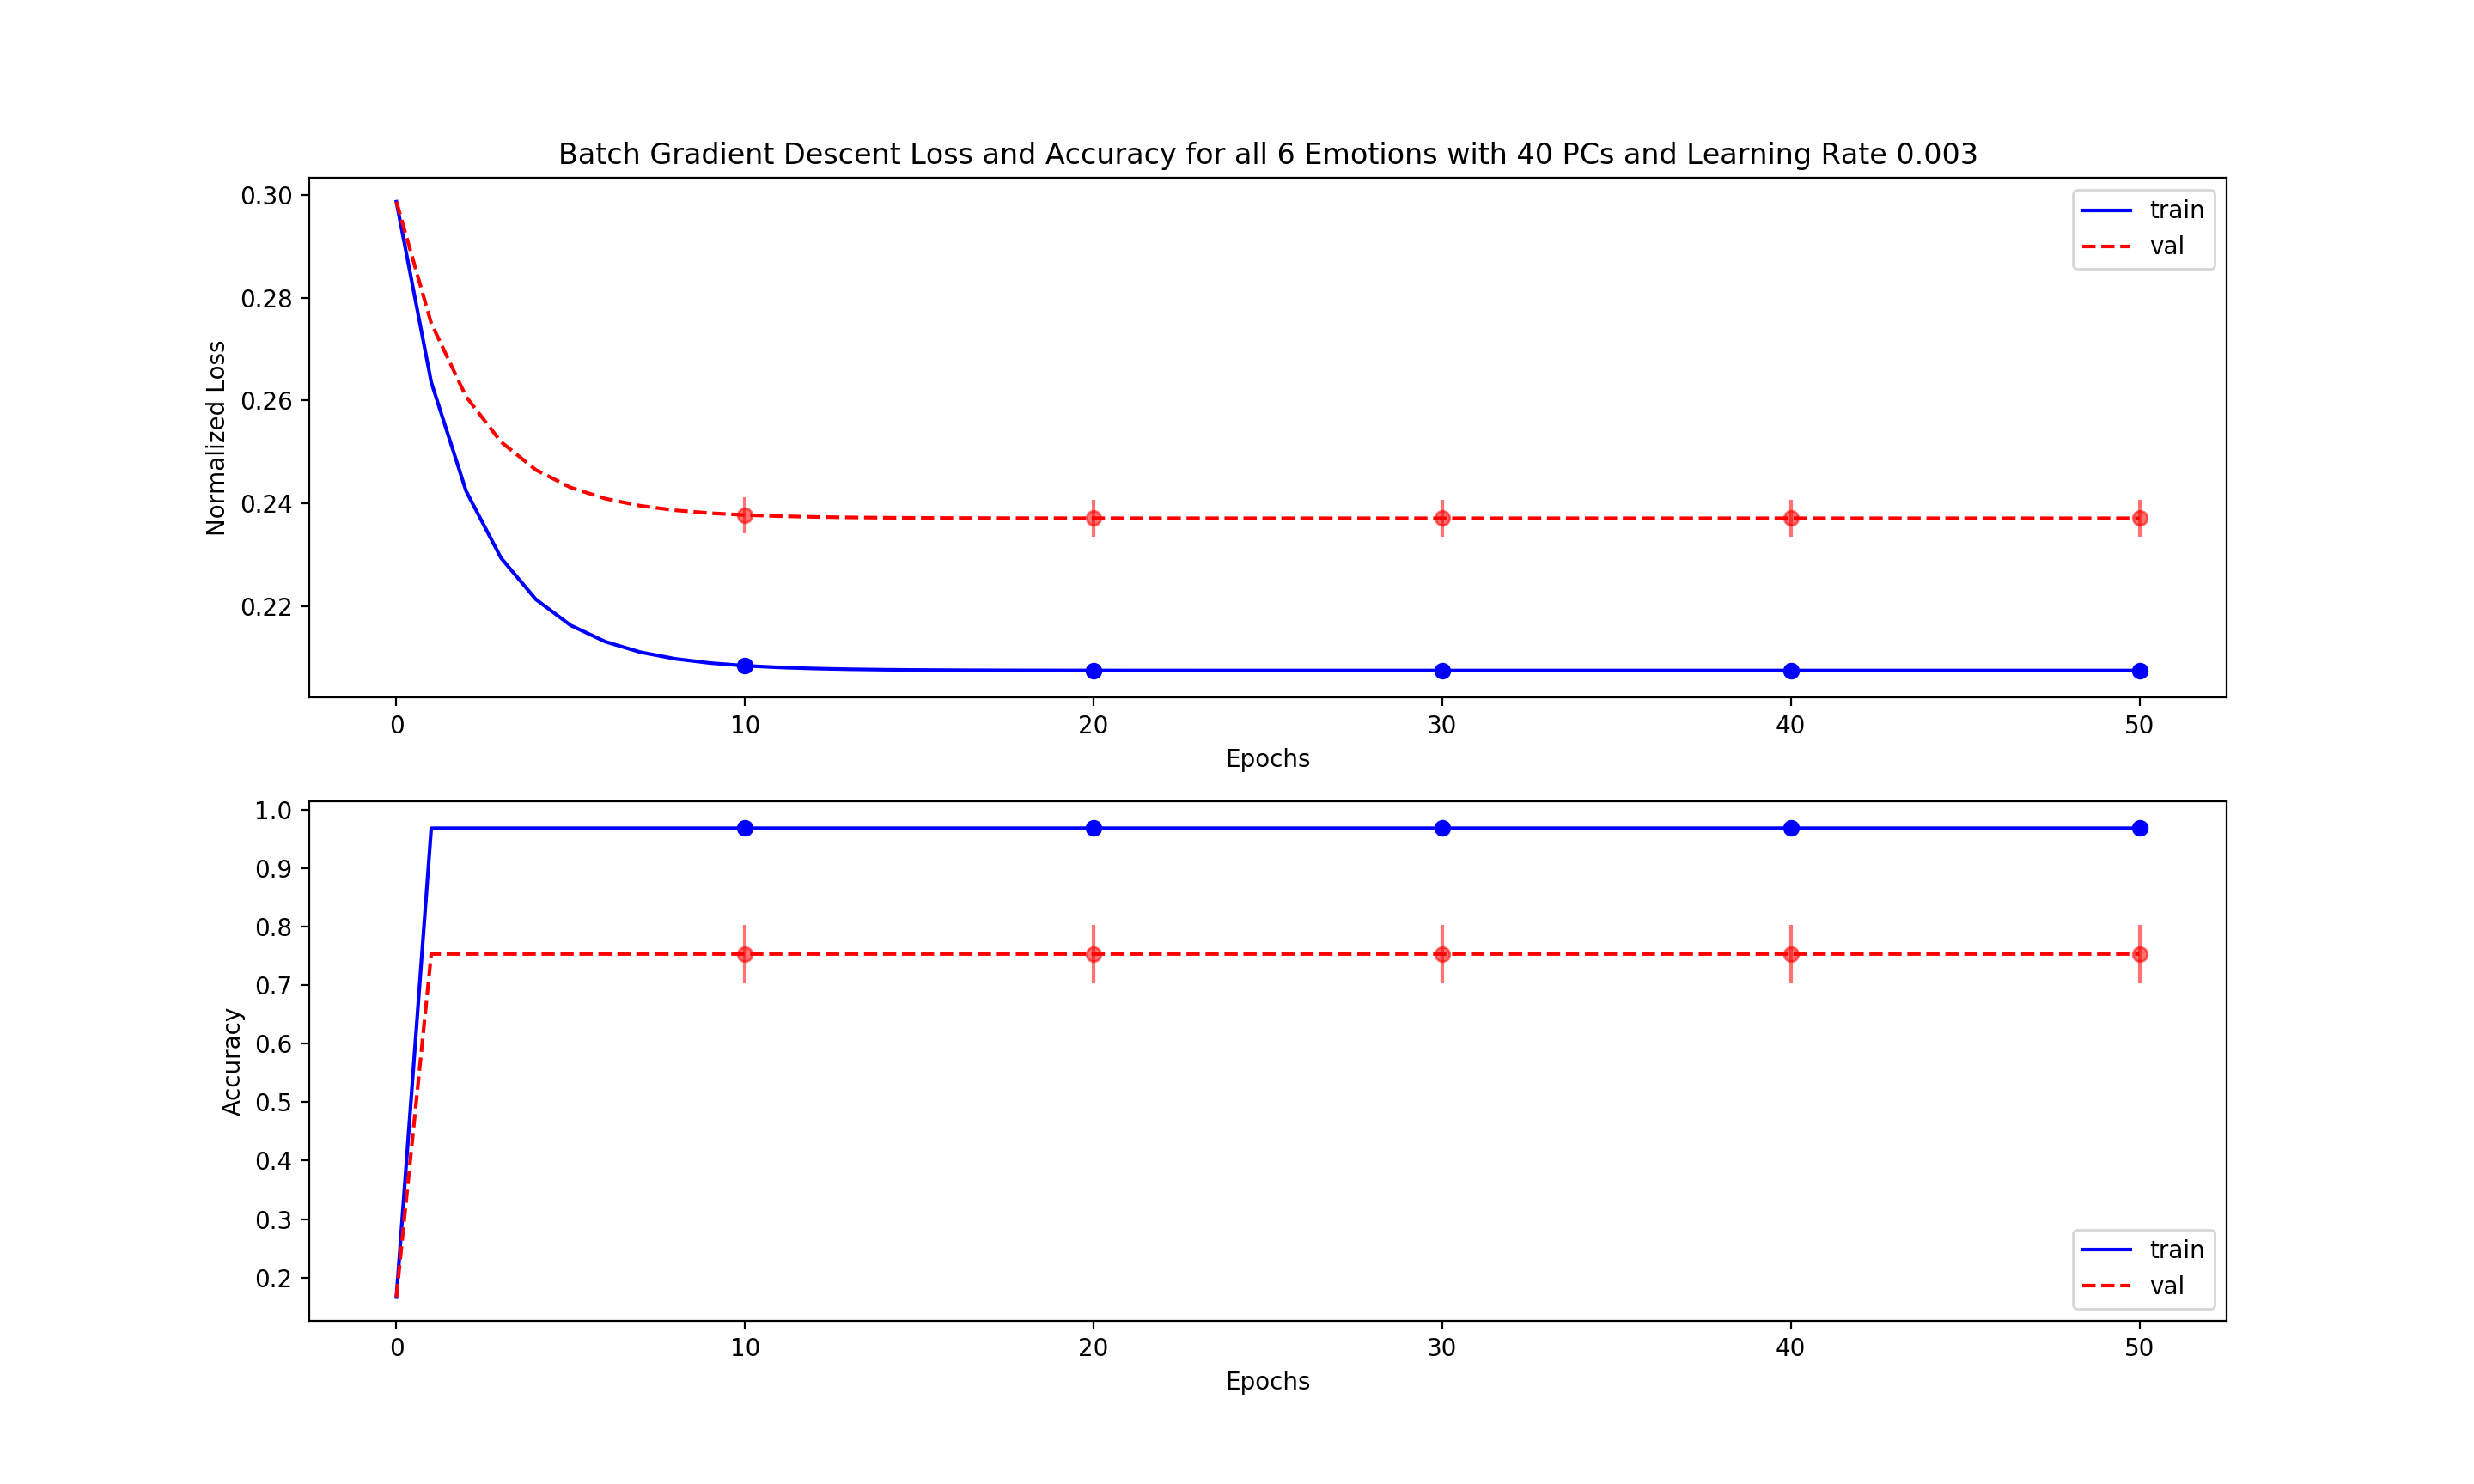 Batch Gradient Descent Loss and Accuracy for all 6 Emotions with 40 PCs and Learning Rate 0.003
0.30
0.28
0.26
0.24
0.22
Normalized Loss
train
val
0 10 20 30 40 50
Epochs
1.0
0.9
0.8
0.7
0.6
0.5
0.4
0.3
0.2
Accuracy
train
val
0 10 20 30 40 50
Epochs